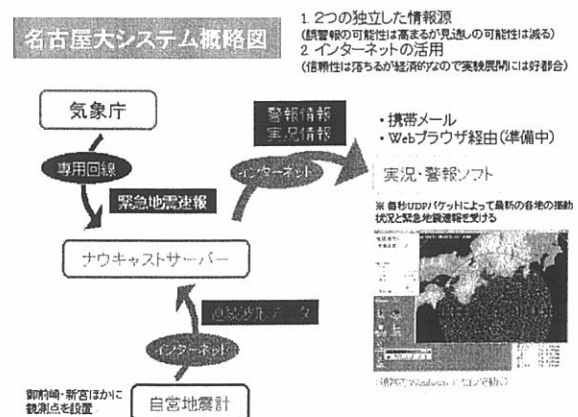 名古屋大システム概略図
1. 2つの独立した情報源
(誤警報の可能性は高まるが見逃しの可能性は減る)
2. インターネットの活用
(信頼性は落ちるが経済的なので実験展開には好都合)
気象庁
専用回線
緊急地震速報
ナウキャストサーバー
連続波形データ
インターネット
自営地震計
御前崎・新宮ほかに
観測点を設置
警報情報
実況情報
インターネット
・携帯メール
・Webブラウザ経由(準備中)
実況・警報ソフト
※ 毎秒UDPパケットによって最新の各地の揺動
状況と緊急地震速報を受ける